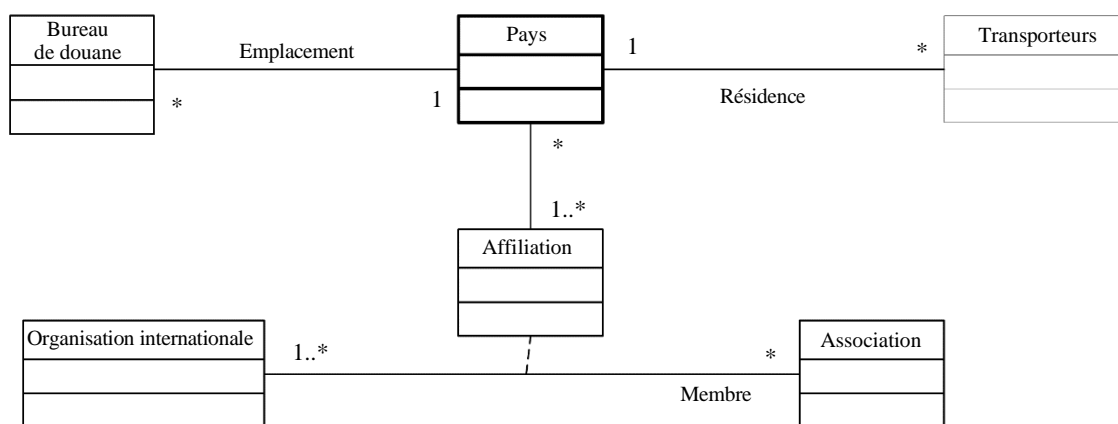 Bureau
de douane
Emplacement
*
1
Pays
1
*
Résidence
Transporteurs
*
1..*
Affiliation
Organisation internationale
1..*
*
Membre
Association